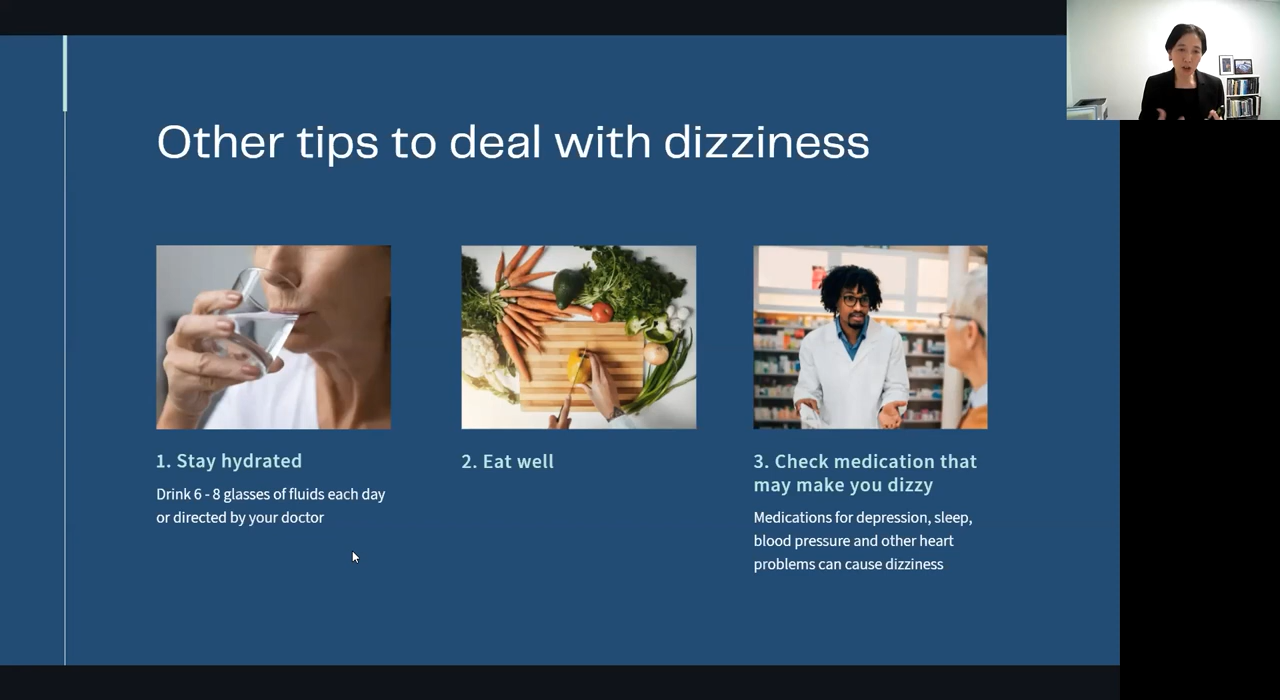 Other tips to deal with dizziness
1. Stay hydrated
Drink 6 - 8 glasses of fluids each day
or directed by your doctor
2. Eat well
3. Check medication that
may make you dizzy
Medications for depression, sleep,
blood pressure and other heart
problems can cause dizziness